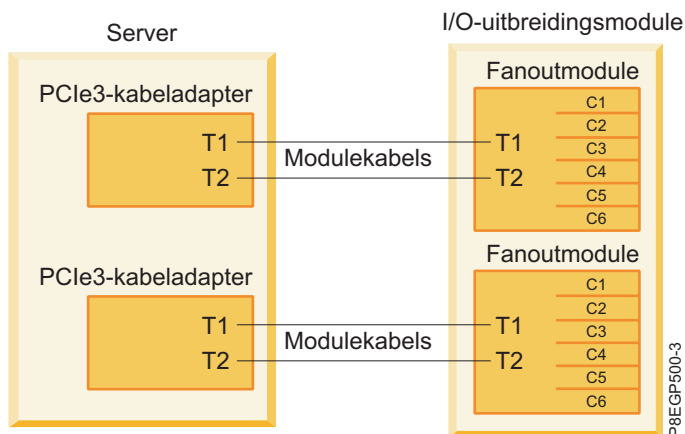 Server
I/O-uitbreidingsmodule
PCIe3-kabeladapter
T1
T2
Modulekabels
Fanoutmodule
T1
T2
C1
C2
C3
C4
C5
C6
PCIe3-kabeladapter
T1
T2
Modulekabels
Fanoutmodule
T1
T2
C1
C2
C3
C4
C5
C6
P8EGP500-3